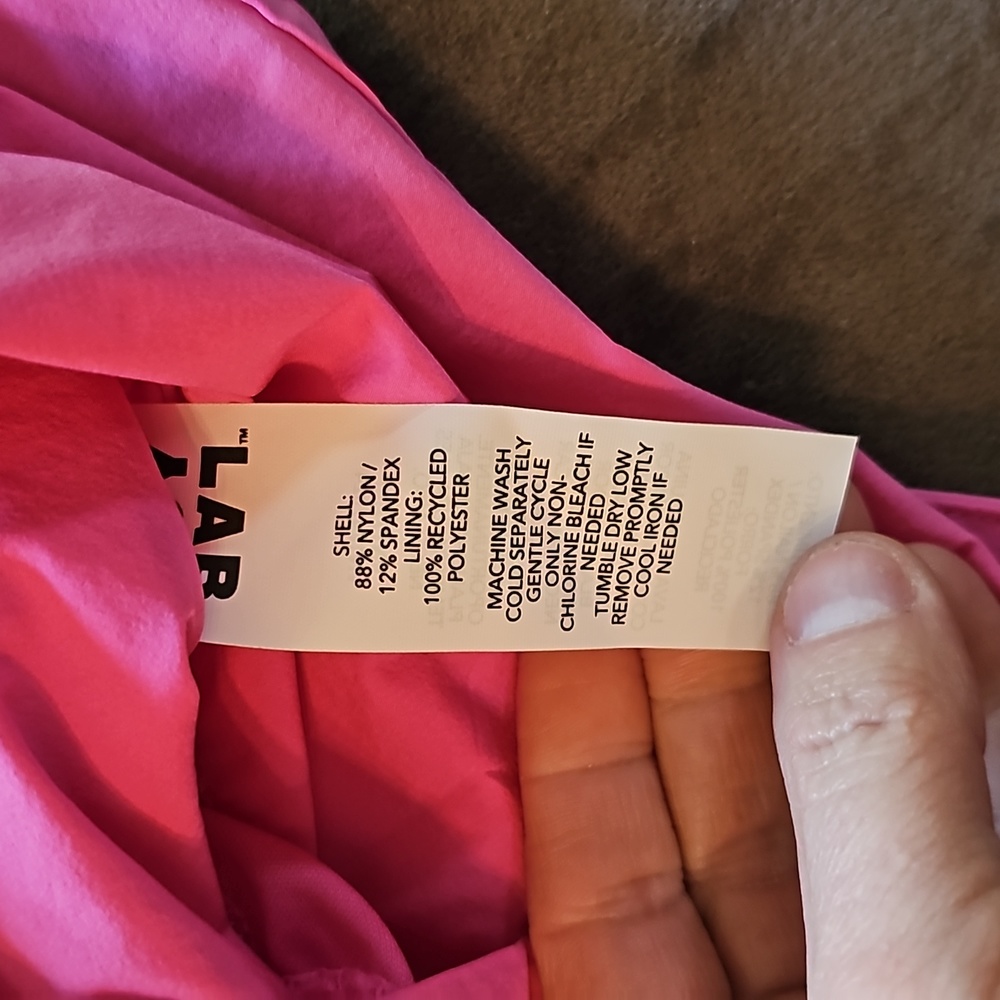 LAB™
SHELL:
88% NYLON /
12% SPANDEX
LINING:
100% RECYCLED
POLYESTER
MACHINE WASH
COLD SEPARATELY
GENTLE CYCLE
ONLY NON-
CHLORINE BLEACH IF
NEEDED
TUMBLE DRY LOW
REMOVE PROMPTLY
COOL IRON IF
NEEDED